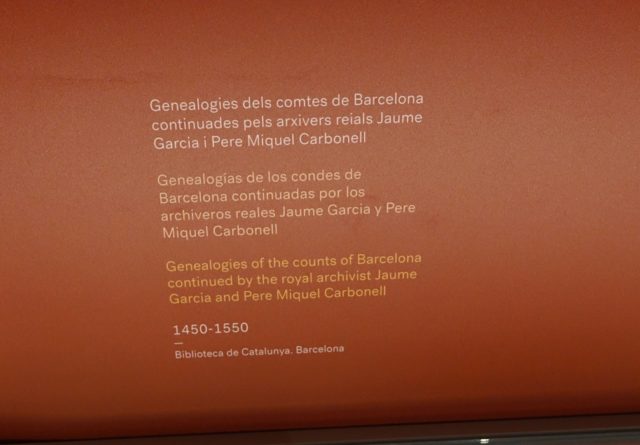 Genealogies dels comtes de Barcelona
continuades pels arxivers reials Jaume
Garcia i Pere Miquel Carbonell
Genealogías de los condes de
Barcelona continuadas por los
archiveros reales Jaume Garcia y Pere
Miquel Carbonell
Genealogies of the counts of Barcelona
continued by the royal archivist Jaume
Garcia and Pere Miquel Carbonell
1450-1550
—
Biblioteca de Catalunya. Barcelona